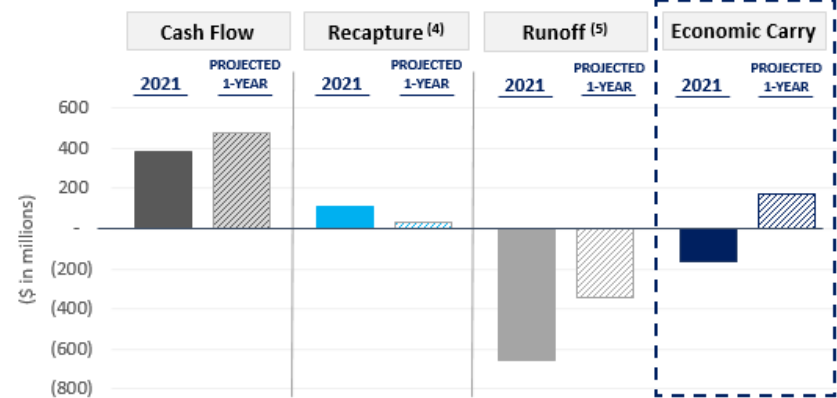 Cash Flow
Recapture (4)
Runoff (5)
Economic Carry
2021
PROJECTED
1-YEAR
2021
PROJECTED
1-YEAR
2021
PROJECTED
1-YEAR
2021
PROJECTED
1-YEAR
($ in millions)
600
400
200
-
(200)
(400)
(600)
(800)